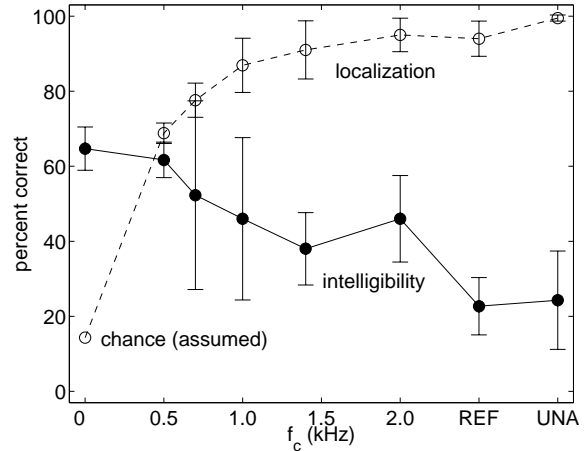 100
80
60
40
20
0
percent correct
localization
intelligibility
chance (assumed)
0 0.5 1.0 1.5 2.0 REF UNA
f_c (kHz)